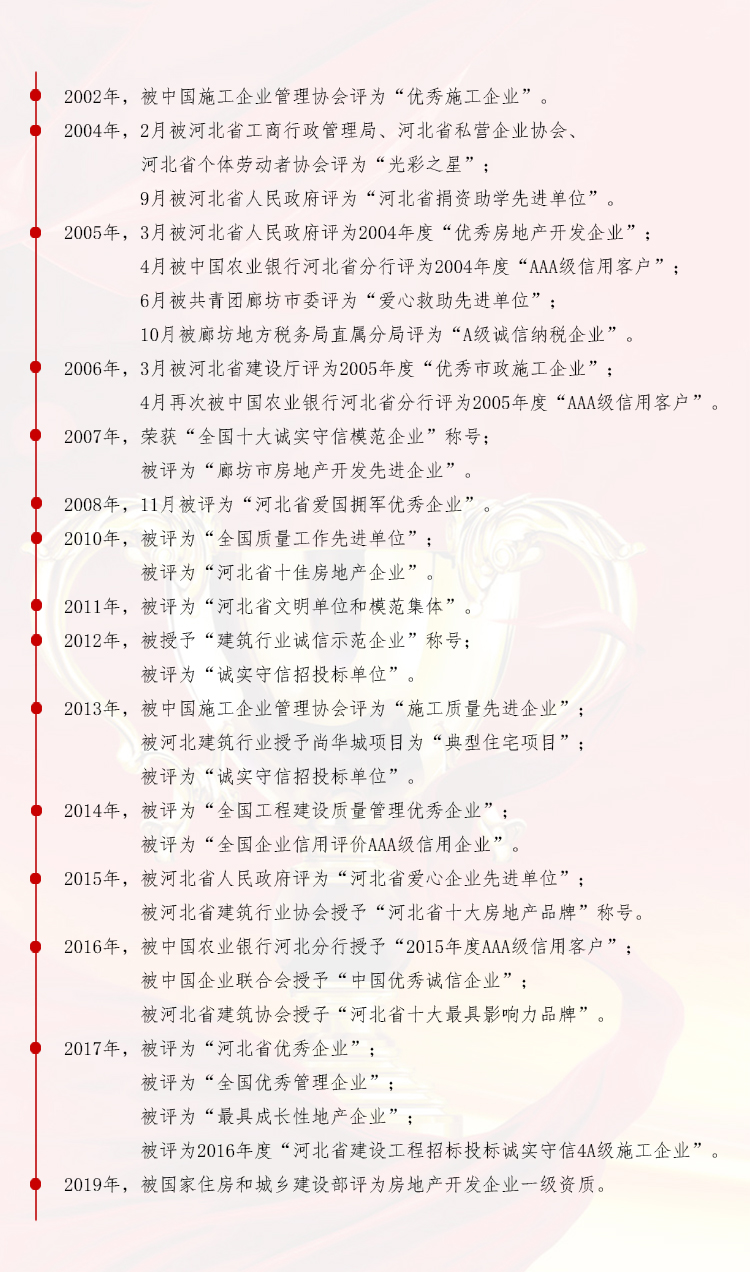 2002年，被中国施工企业管理协会评为“优秀施工企业”。
2004年，2月被河北省工商行政管理局、河北省私营企业协会、
河北省个体劳动者协会评为“光彩之星”；
9月被河北省人民政府评为“河北省捐资助学先进单位”。
2005年，3月被河北省人民政府评为2004年度“优秀房地产开发企业”；
4月被中国农业银行河北省分行评为2004年度“AAA级信用客户”；
6月被共青团廊坊市委评为“爱心救助先进单位”；
10月被廊坊地方税务局直属分局评为“A级诚信纳税企业”。
2006年，3月被河北省建设厅评为2005年度“优秀市政施工企业”；
4月再次被中国农业银行河北省分行评为2005年度“AAA级信用客户”。
2007年，荣获“全国十大诚实守信模范企业”称号；
被评为“廊坊市房地产开发先进企业”。
2008年，11月被评为“河北省爱国拥军优秀企业”。
2010年，被评为“全国质量工作先进单位”；
被评为“河北省十佳房地产企业”。
2011年，被评为“河北省文明单位和模范集体”。
2012年，被授予“建筑行业诚信示范企业”称号；
被评为“诚实守信招投标单位”。
2013年，被中国施工企业管理协会评为“施工质量先进企业”；
被河北建筑行业授予尚华城项目为“典型住宅项目”；
被评为“诚实守信招投标单位”。
2014年，被评为“全国工程建设质量管理优秀企业”；
被评为“全国企业信用评价AAA级信用企业”。
2015年，被河北省人民政府评为“河北省爱心企业先进单位”；
被河北省建筑行业协会授予“河北省十大房地产品牌”称号。
2016年，被中国农业银行河北分行授予“2015年度AAA级信用客户”；
被中国企业联合会授予“中国优秀诚信企业”；
被河北省建筑协会授子“河北省十大最具影响力品牌”。
2017年，被评为“河北省优秀企业”；
被评为“全国优秀管理企业”；
被评为“最具成长性地产企业”；
被评为2016年度“河北省建设工程招标投标诚实守信4A级施工企业”。
2019年，被国家住房和城乡建设部评为房地产开发企业一级资质。